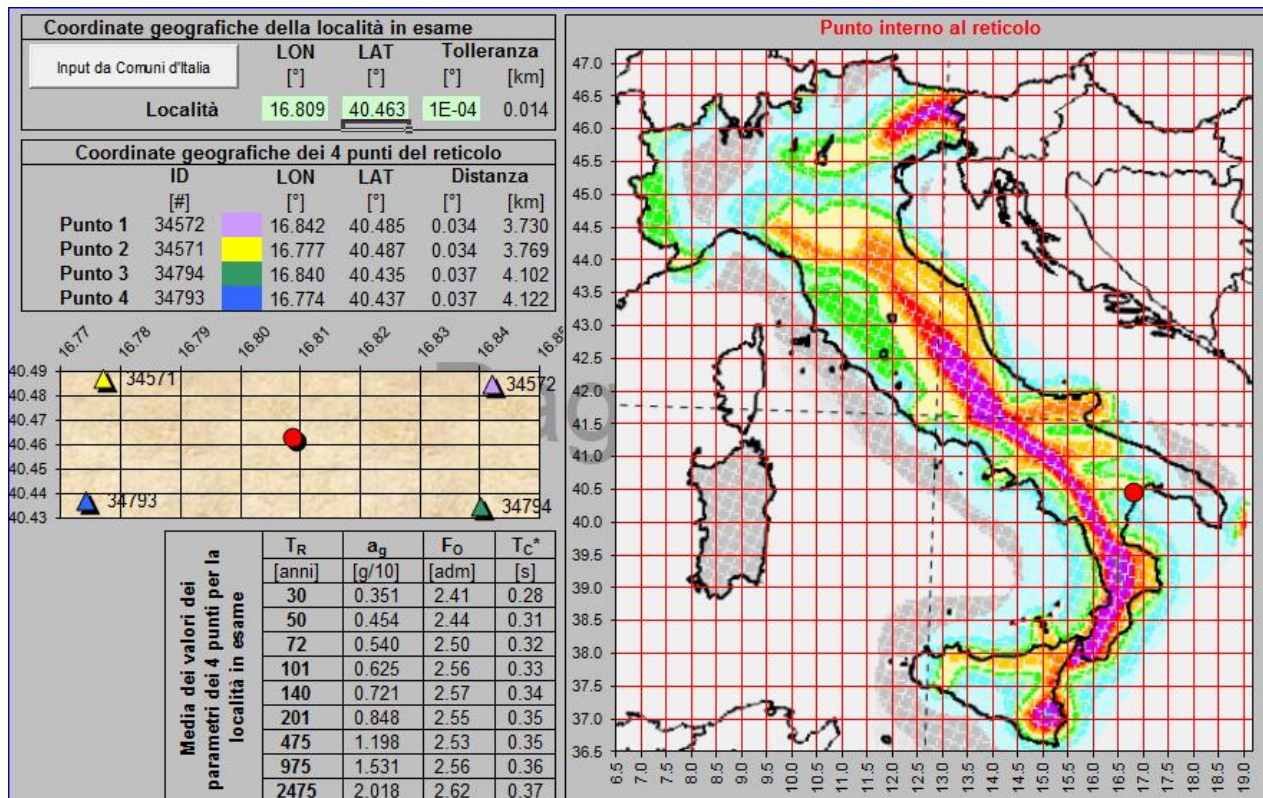 Coordinate geografiche della località in esame
Input da Comuni d'Italia
LON LAT Tolleranza
[°] [°] [°] [km]
Località 16.809 40.463 1E-04 0.014
Coordinate geografiche dei 4 punti del reticolo
ID LON LAT Distanza
[#] [°] [°] [°] [km]
Punto 1 34572 16.842 40.485 0.034 3.730
Punto 2 34571 16.777 40.487 0.034 3.769
Punto 3 34794 16.840 40.435 0.037 4.102
Punto 4 34793 16.774 40.437 0.037 4.122
16.77 16.78 16.79 16.80 16.81 16.82 16.83 16.84 16.85
40.49
40.48
40.47
40.46
40.45
40.44
40.43
34571
34572
34793
34794
Media dei valori dei
parametri dei 4 punti per la
località in esame
TR ag FO TC*
[anni] [g/10] [adm] [s]
30 0.351 2.41 0.28
50 0.454 2.44 0.31
72 0.540 2.50 0.32
101 0.625 2.56 0.33
140 0.721 2.57 0.34
201 0.848 2.55 0.35
475 1.198 2.53 0.35
975 1.531 2.56 0.36
2475 2.018 2.62 0.37
Punto interno al reticolo
47.0
46.5
46.0
45.5
45.0
44.5
44.0
43.5
43.0
42.5
42.0
41.5
41.0
40.5
40.0
39.5
39.0
38.5
38.0
37.5
37.0
36.5
6.5 7.0 7.5 8.0 8.5 9.0 9.5 10.0 10.5 11.0 11.5 12.0 12.5 13.0 13.5 14.0 14.5 15.0 15.5 16.0 16.5 17.0 17.5 18.0 18.5 19.0